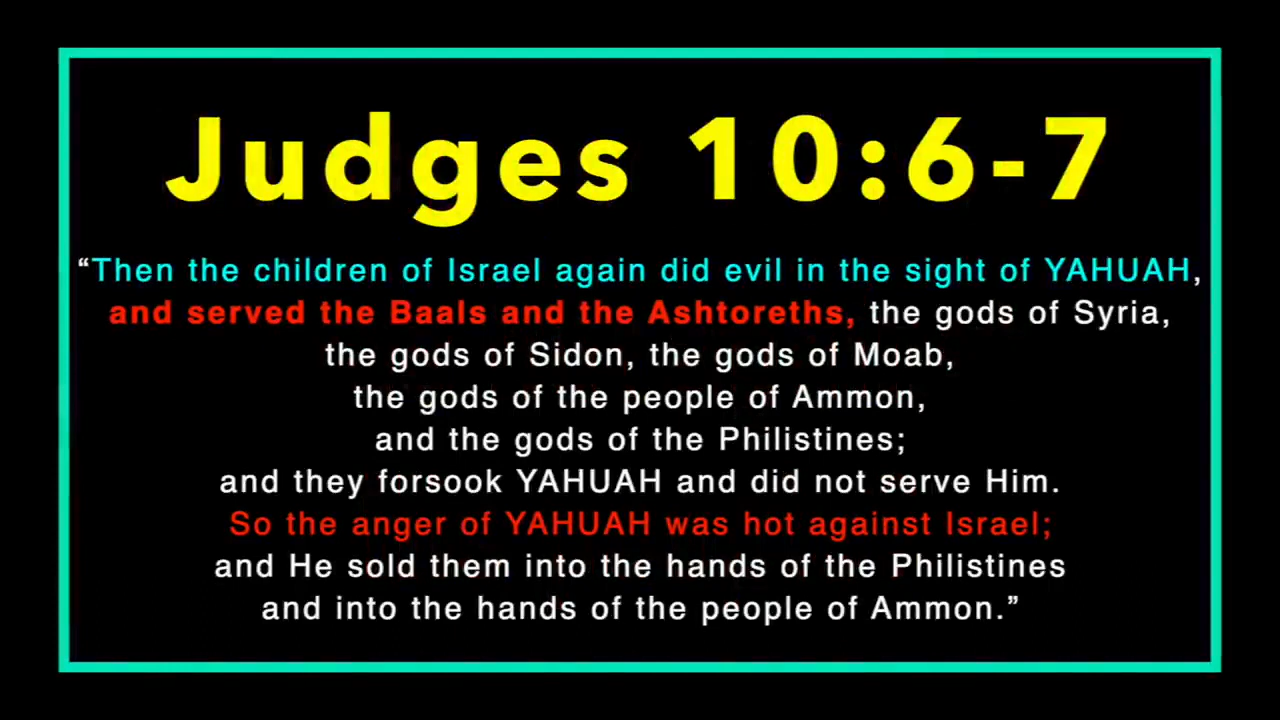 Judges 10:6-7
“Then the children of Israel again did evil in the sight of YAHUAH,
and served the Baals and the Ashtoreths, the gods of Syria,
the gods of Sidon, the gods of Moab,
the gods of the people of Ammon,
and the gods of the Philistines;
and they forsook YAHUAH and did not serve Him.
So the anger of YAHUAH was hot against Israel;
and He sold them into the hands of the Philistines
and into the hands of the people of Ammon.”